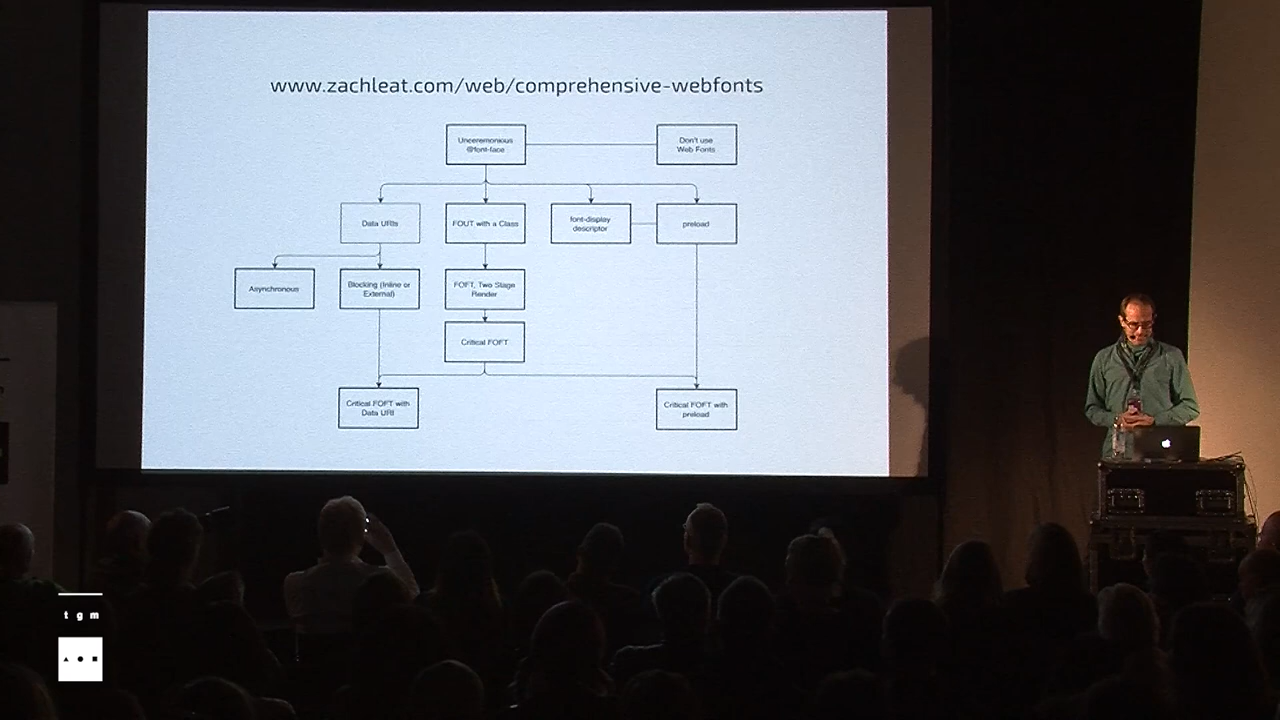 www.zachleat.com/web/comprehensive-webfonts
Unceremonious
@font-face
Don't use
Web Fonts
Data URIs
FOUT with a Class
font-display
descriptor
preload
Asynchronous
Blocking (Inline or
External)
FOFT, Two Stage
Render
Critical FOFT
Critical FOFT with
Data URI
Critical FOFT with
preload
t g m